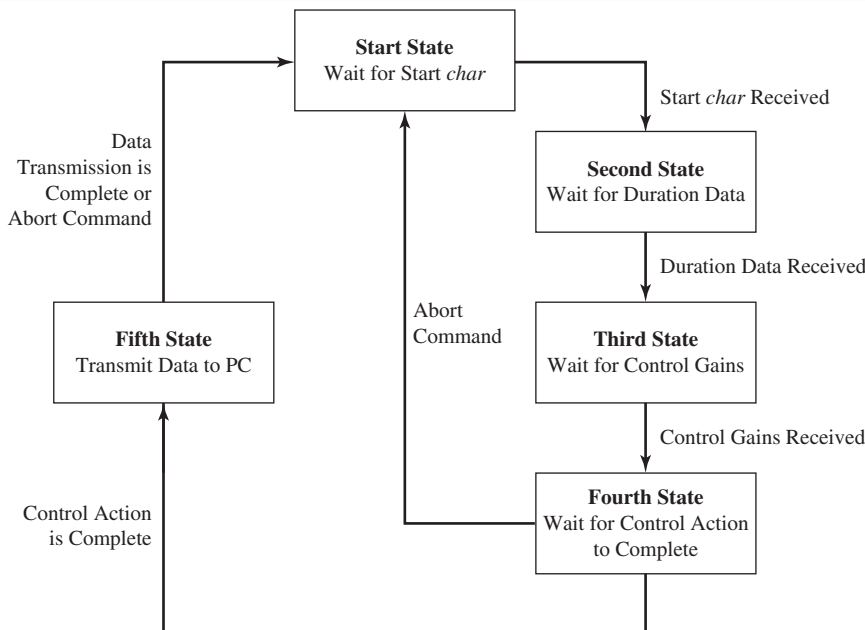 Start State
Wait for Start char
Start char Received
Data
Transmission is
Complete or
Abort Command
Second State
Wait for Duration Data
Duration Data Received
Abort
Command
Fifth State
Transmit Data to PC
Third State
Wait for Control Gains
Control Gains Received
Control Action
is Complete
Fourth State
Wait for Control Action
to Complete